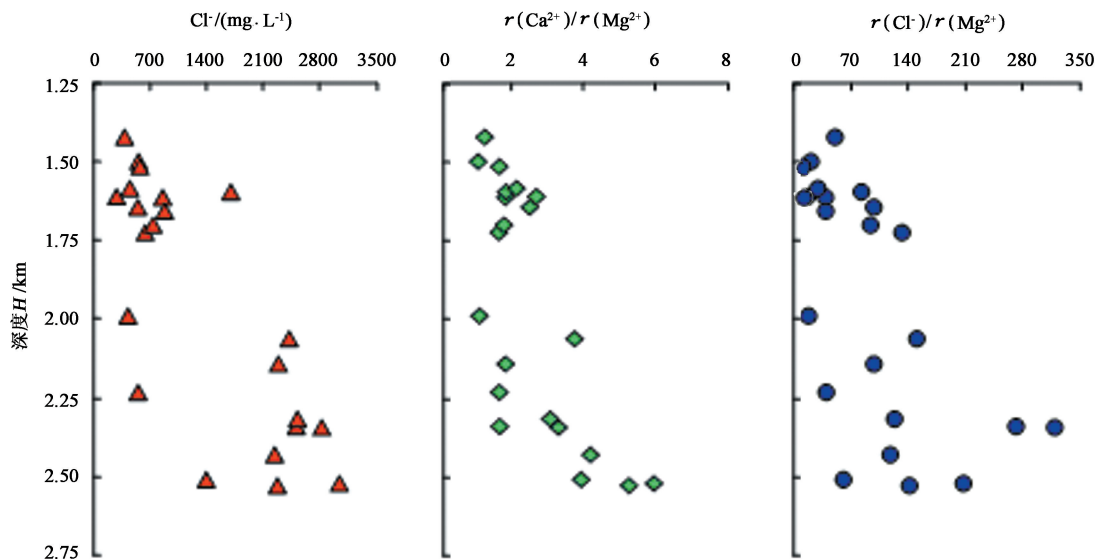 Cl⁻/(mg·L⁻¹)
r(Ca²⁺)/r(Mg²⁺)
r(Cl⁻)/r(Mg²⁺)
0 700 1400 2100 2800 3500
0 2 4 6 8
0 70 140 210 280 350
1.25
1.50
1.75
2.00
2.25
2.50
2.75
深度H/km